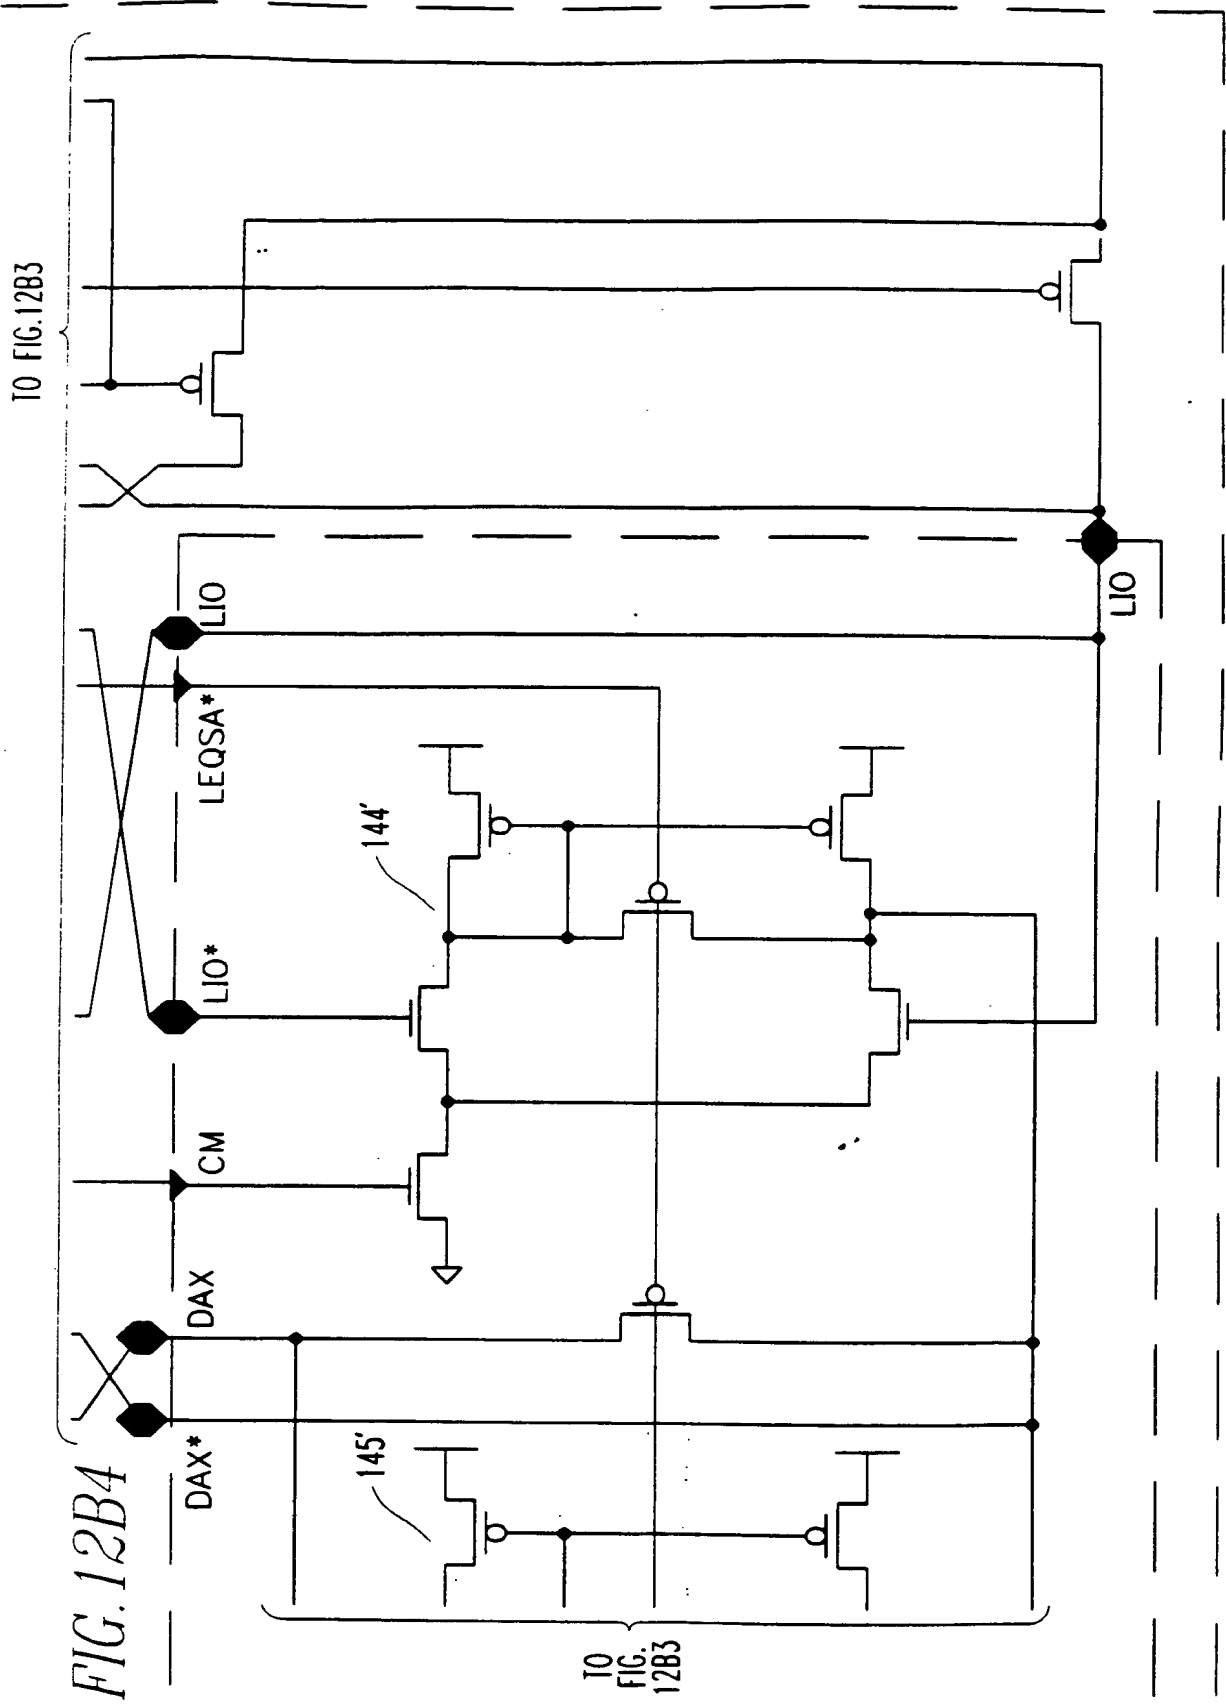 FIG. 12B4
TO FIG. 12B3
DAX*
DAX
CM
LIO*
LEQSA*
LIO
145'
144'
LIO
TO
FIG.
12B3